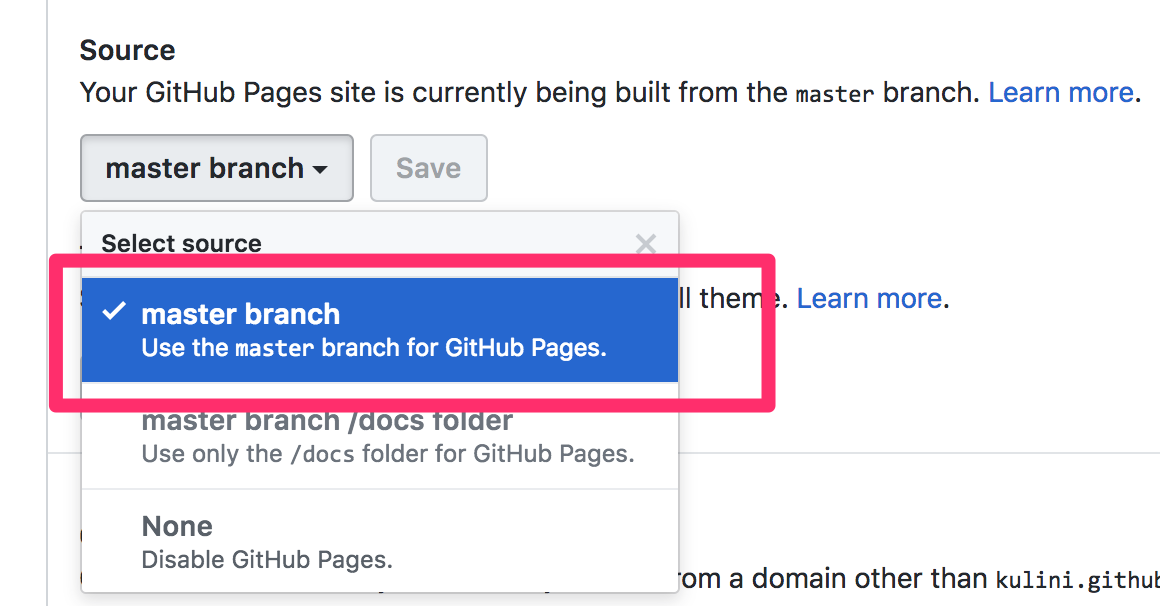 Source
Your GitHub Pages site is currently being built from the master branch. Learn more.
master branch
Save
Select source
ll theme. Learn more.
master branch
Use the master branch for GitHub Pages.
master branch /docs folder
Use only the /docs folder for GitHub Pages.
None
Disable GitHub Pages.
rom a domain other than kulini.github